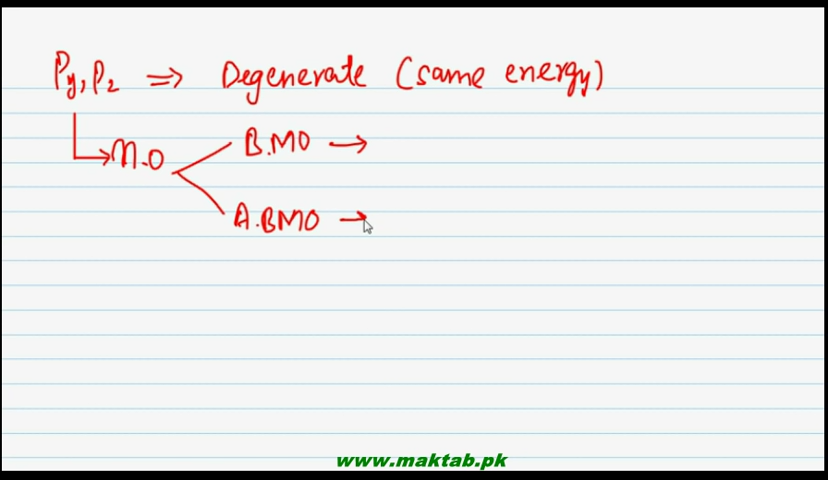 Py, Pz ⇒ Degenerate (same energy)
↳ M.O
B.MO →
A.BMO →
www.maktab.pk